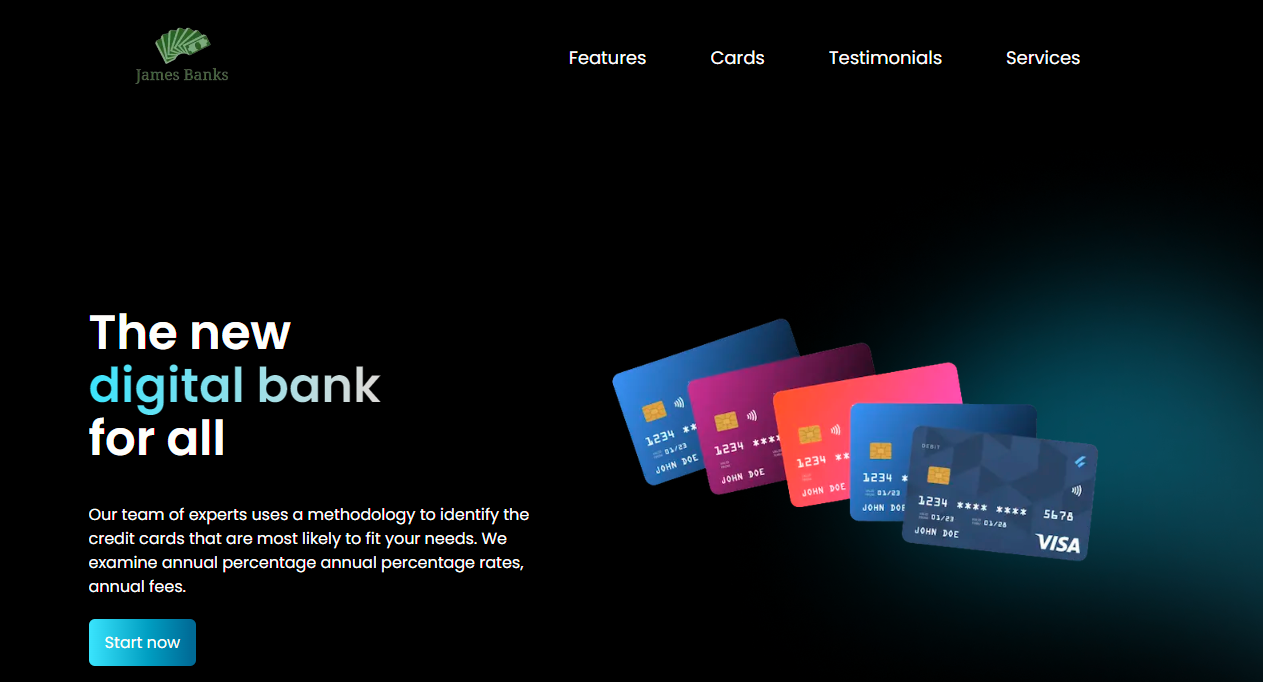 James Banks
Features
Cards
Testimonials
Services
The new
digital bank
for all
Our team of experts uses a methodology to identify the
credit cards that are most likely to fit your needs. We
examine annual percentage annual percentage rates,
annual fees.
Start now
1234 **
01/23
JOHN DOE
1234 ****
JOHN DOE
1234 **
JOHN DOE
1234 *
01/23
JOHN DOE
DEBIT
1234 **** **** 5678
01/23 01/28
JOHN DOE
VISA